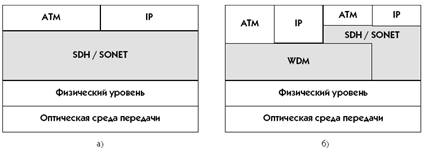 ATM IP
SDH / SONET
Физический уровень
Оптическая среда передачи
а)
ATM IP ATM IP
SDH / SONET
WDM
Физический уровень
Оптическая среда передачи
б)